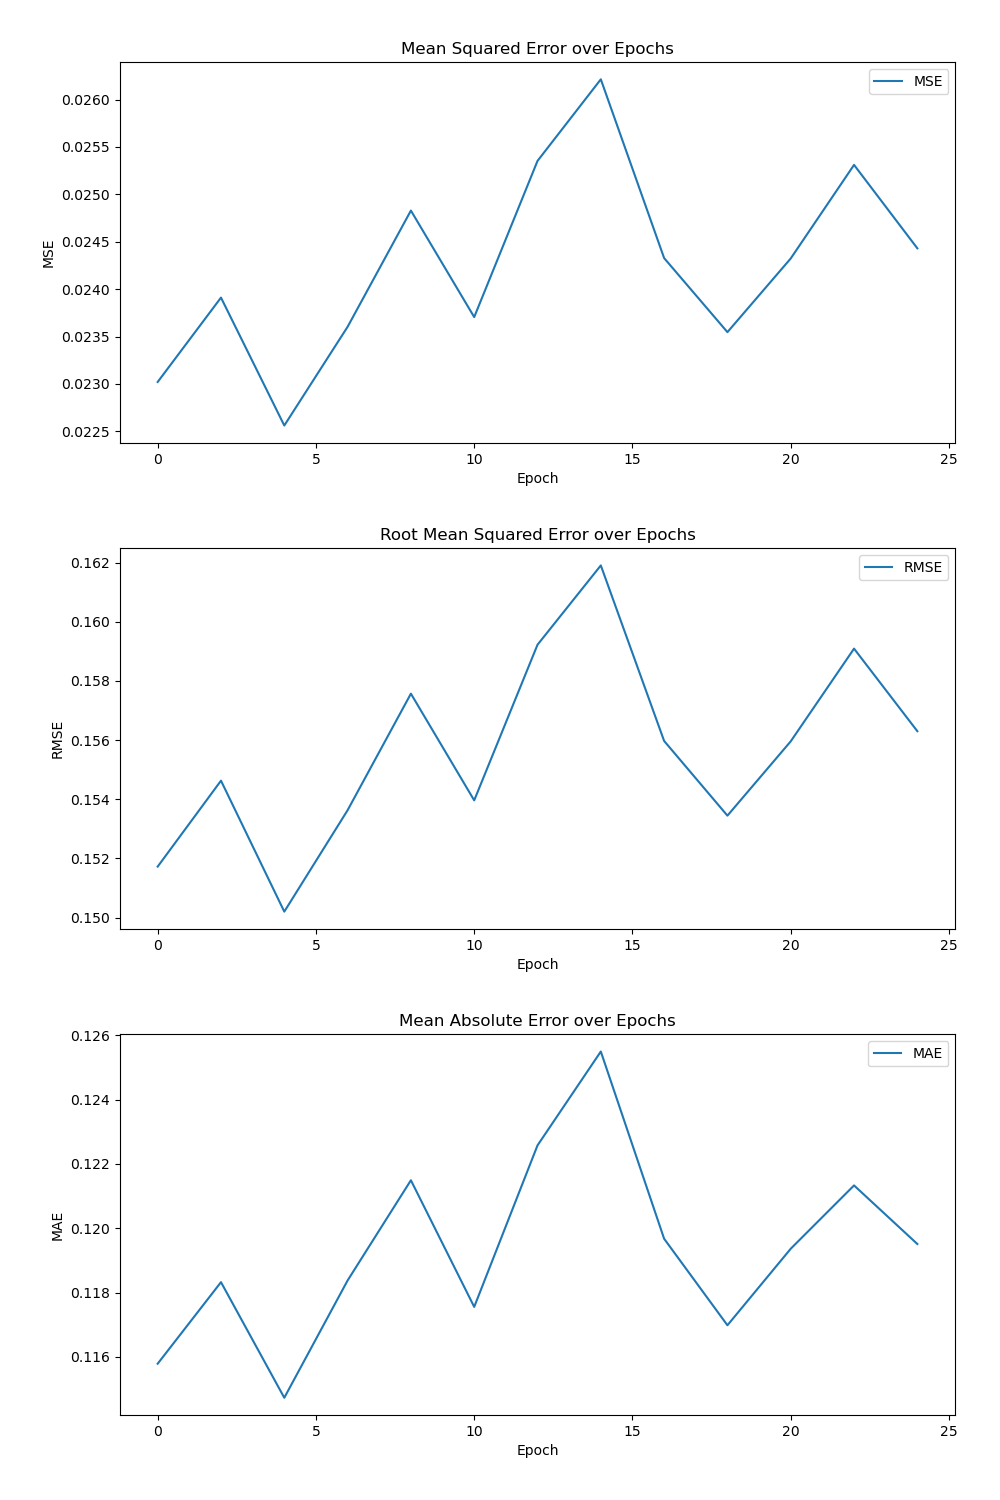 Mean Squared Error over Epochs
MSE
0.0260
0.0255
0.0250
0.0245
0.0240
0.0235
0.0230
0.0225
MSE
0 5 10 15 20 25
Epoch
Root Mean Squared Error over Epochs
RMSE
0.162
0.160
0.158
0.156
0.154
0.152
0.150
RMSE
0 5 10 15 20 25
Epoch
Mean Absolute Error over Epochs
MAE
0.126
0.124
0.122
0.120
0.118
0.116
MAE
0 5 10 15 20 25
Epoch